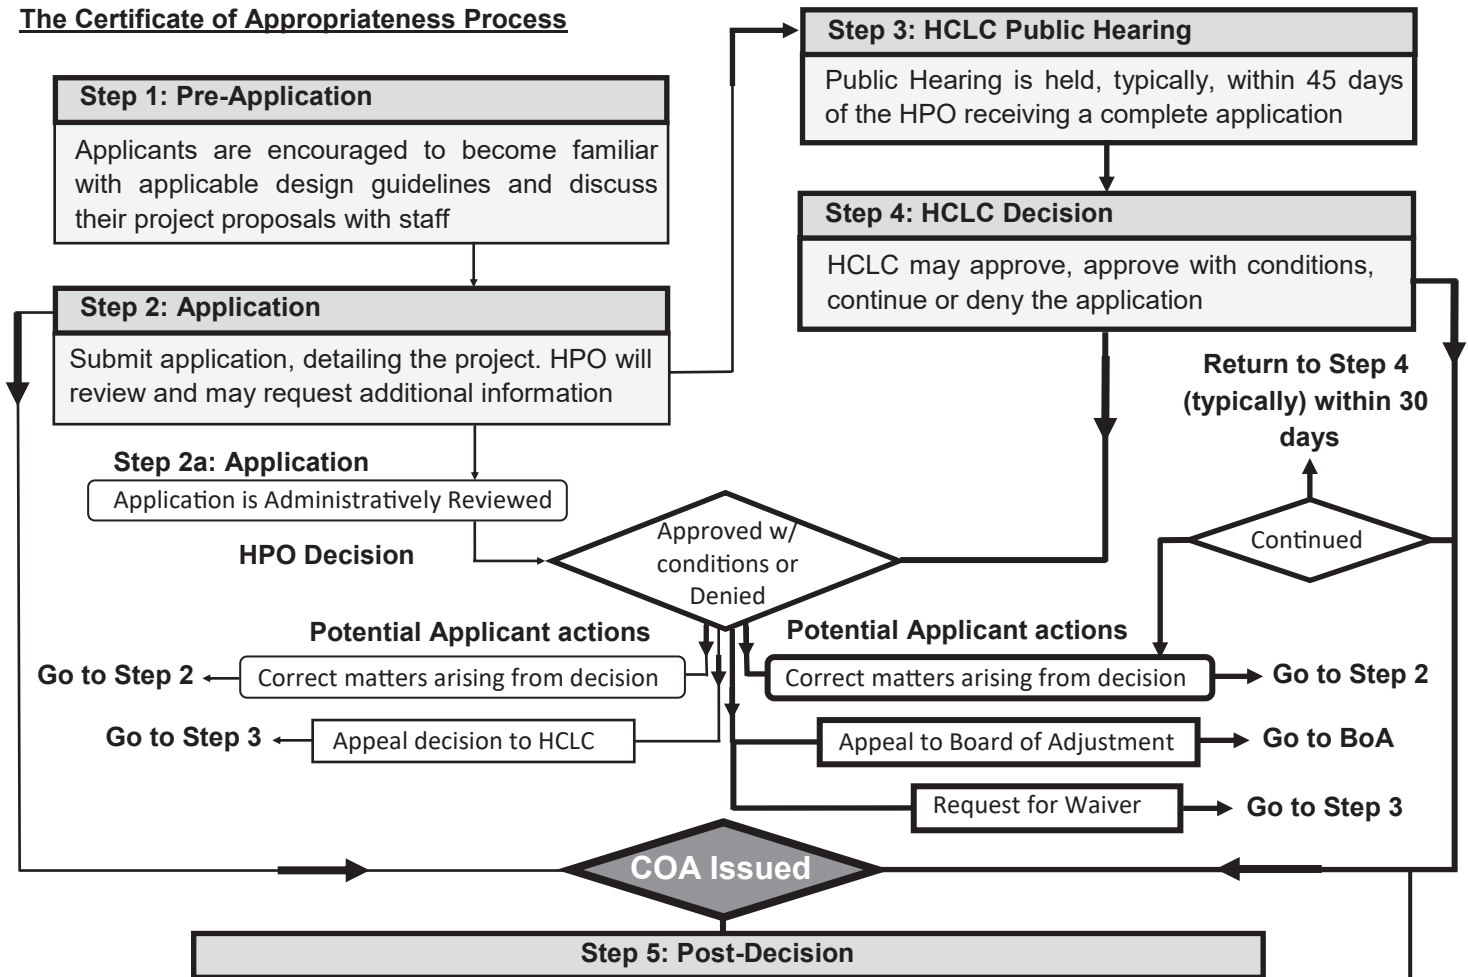 The Certificate of Appropriateness Process
Step 1: Pre-Application
Applicants are encouraged to become familiar
with applicable design guidelines and discuss
their project proposals with staff
Step 2: Application
Submit application, detailing the project. HPO will
review and may request additional information
Step 2a: Application
Application is Administratively Reviewed
HPO Decision
Step 3: HCLC Public Hearing
Public Hearing is held, typically, within 45 days
of the HPO receiving a complete application
Step 4: HCLC Decision
HCLC may approve, approve with conditions,
continue or deny the application
Return to Step 4
(typically) within 30
days
Continued
Approved w/
conditions or
Denied
Potential Applicant actions
Go to Step 2
Correct matters arising from decision
Go to Step 3
Appeal decision to HCLC
Potential Applicant actions
Correct matters arising from decision
Go to Step 2
Appeal to Board of Adjustment
Go to BoA
Request for Waiver
Go to Step 3
COA Issued
Step 5: Post-Decision